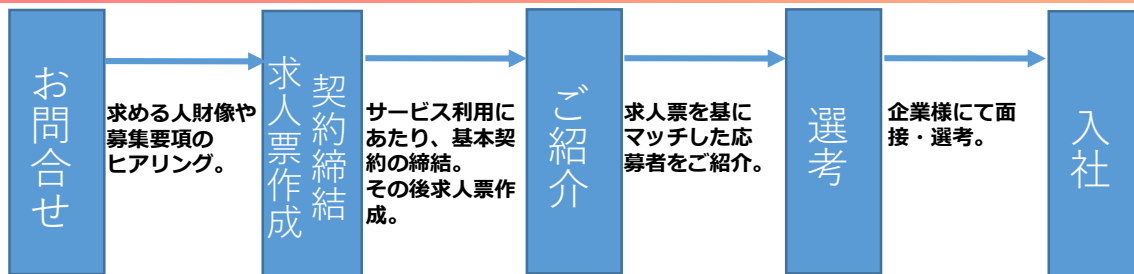 お問合せ
求める人財像や
募集要項の
ヒアリング。
契約締結
求人票作成
サービス利用に
あたり、基本契
約の締結。
その後求人票作
成。
ご紹介
求人票を基に
マッチした応
募者をご紹介。
選考
企業様にて面
接・選考。
入社